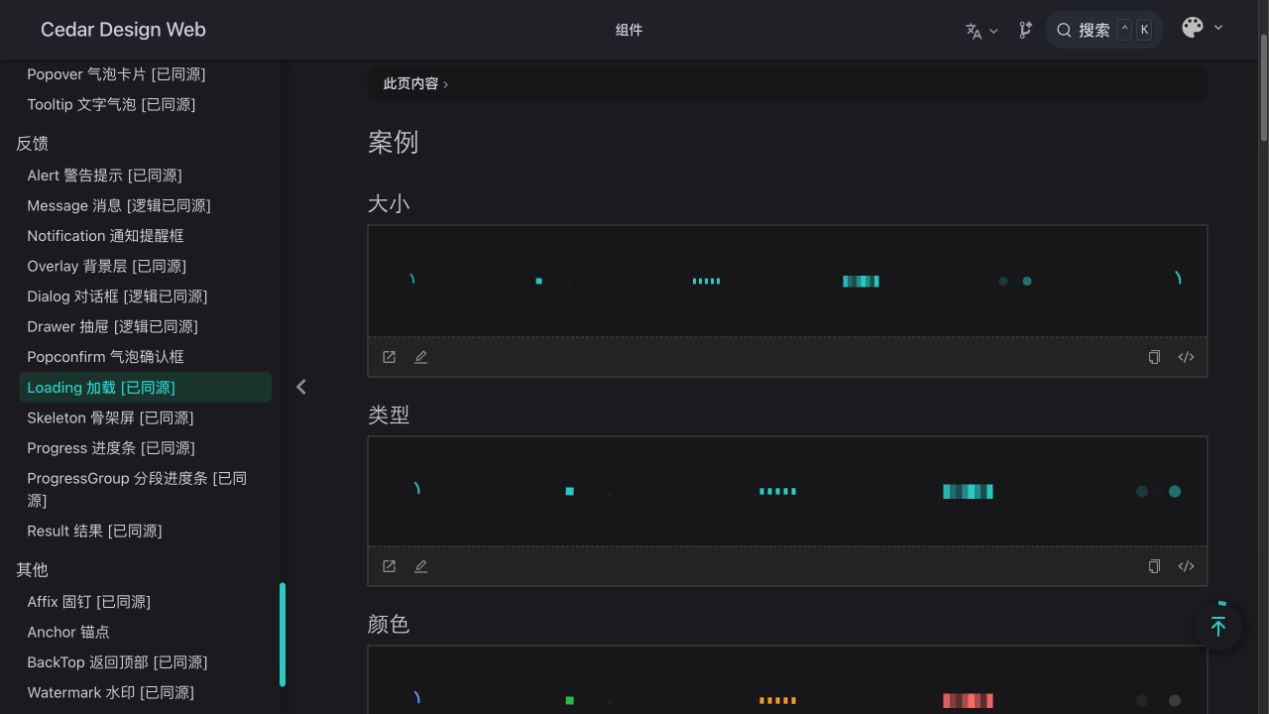 Cedar Design Web
组件
搜索 ^ K
Popover 气泡卡片 [已同源]
Tooltip 文字气泡 [已同源]
反馈
Alert 警告提示 [已同源]
Message 消息 [逻辑已同源]
Notification 通知提醒框
Overlay 背景层 [已同源]
Dialog 对话框 [逻辑已同源]
Drawer 抽屉 [逻辑已同源]
Popconfirm 气泡确认框
Loading 加载 [已同源]
Skeleton 骨架屏 [已同源]
Progress 进度条 [已同源]
ProgressGroup 分段进度条 [已同
源]
Result 结果 [已同源]
其他
Affix 固钉 [已同源]
Anchor 锚点
BackTop 返回顶部 [已同源]
Watermark 水印 [已同源]
此页内容 ›
案例
大小
类型
颜色